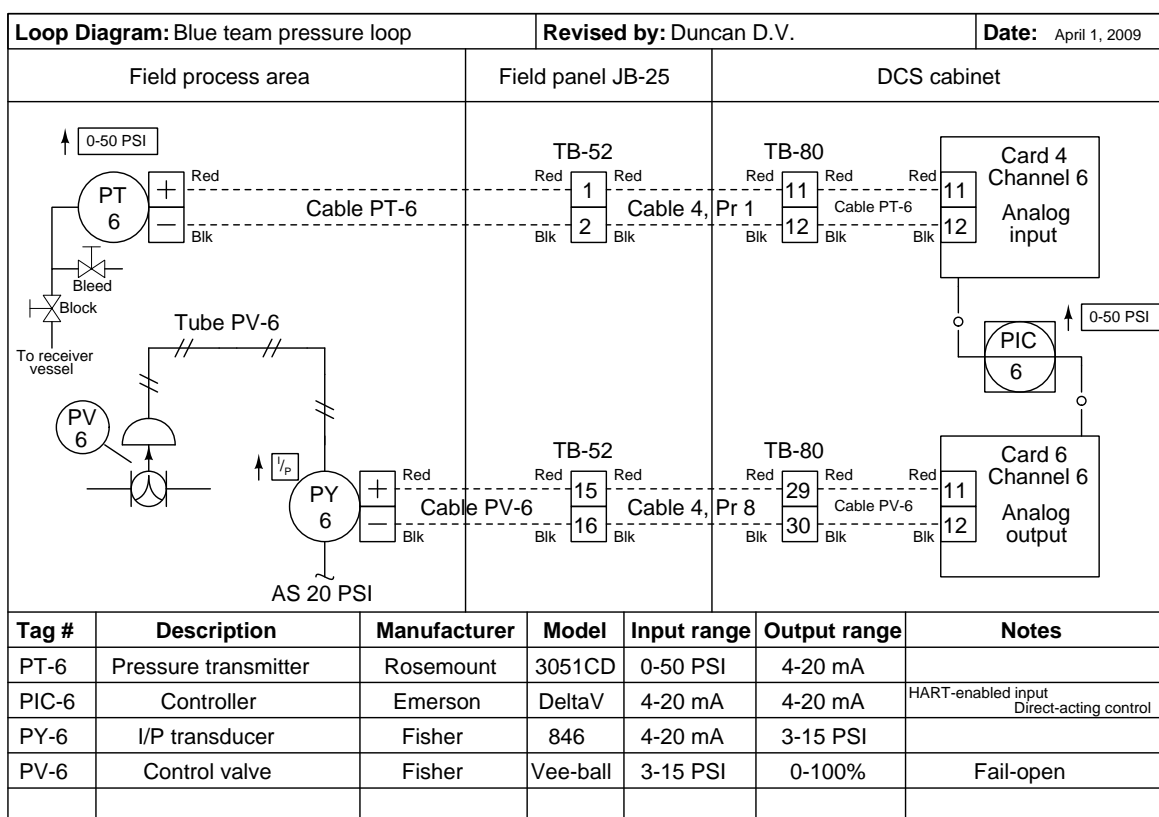 Loop Diagram: Blue team pressure loop Revised by: Duncan D.V. Date: April 1, 2009
Field process area Field panel JB-25 DCS cabinet
0-50 PSI
PT
6
+
−
Red
Blk
Cable PT-6
TB-52
Red 1 Red
Blk 2 Blk
Cable 4, Pr 1
TB-80
Red 11 Red
Blk 12 Blk
Cable PT-6
Red 11
Blk 12
Card 4
Channel 6
Analog
input
Bleed
Block
To receiver
vessel
Tube PV-6
0-50 PSI
PIC
6
PV
6
I/P
PY
6
+
−
Red
Blk
AS 20 PSI
Cable PV-6
TB-52
Red 15 Red
Blk 16 Blk
Cable 4, Pr 8
TB-80
Red 29 Red
Blk 30 Blk
Cable PV-6
Red 11
Blk 12
Card 6
Channel 6
Analog
output
Tag # Description Manufacturer Model Input range Output range Notes
PT-6 Pressure transmitter Rosemount 3051CD 0-50 PSI 4-20 mA
PIC-6 Controller Emerson DeltaV 4-20 mA 4-20 mA HART-enabled input
Direct-acting control
PY-6 I/P transducer Fisher 846 4-20 mA 3-15 PSI
PV-6 Control valve Fisher Vee-ball 3-15 PSI 0-100% Fail-open